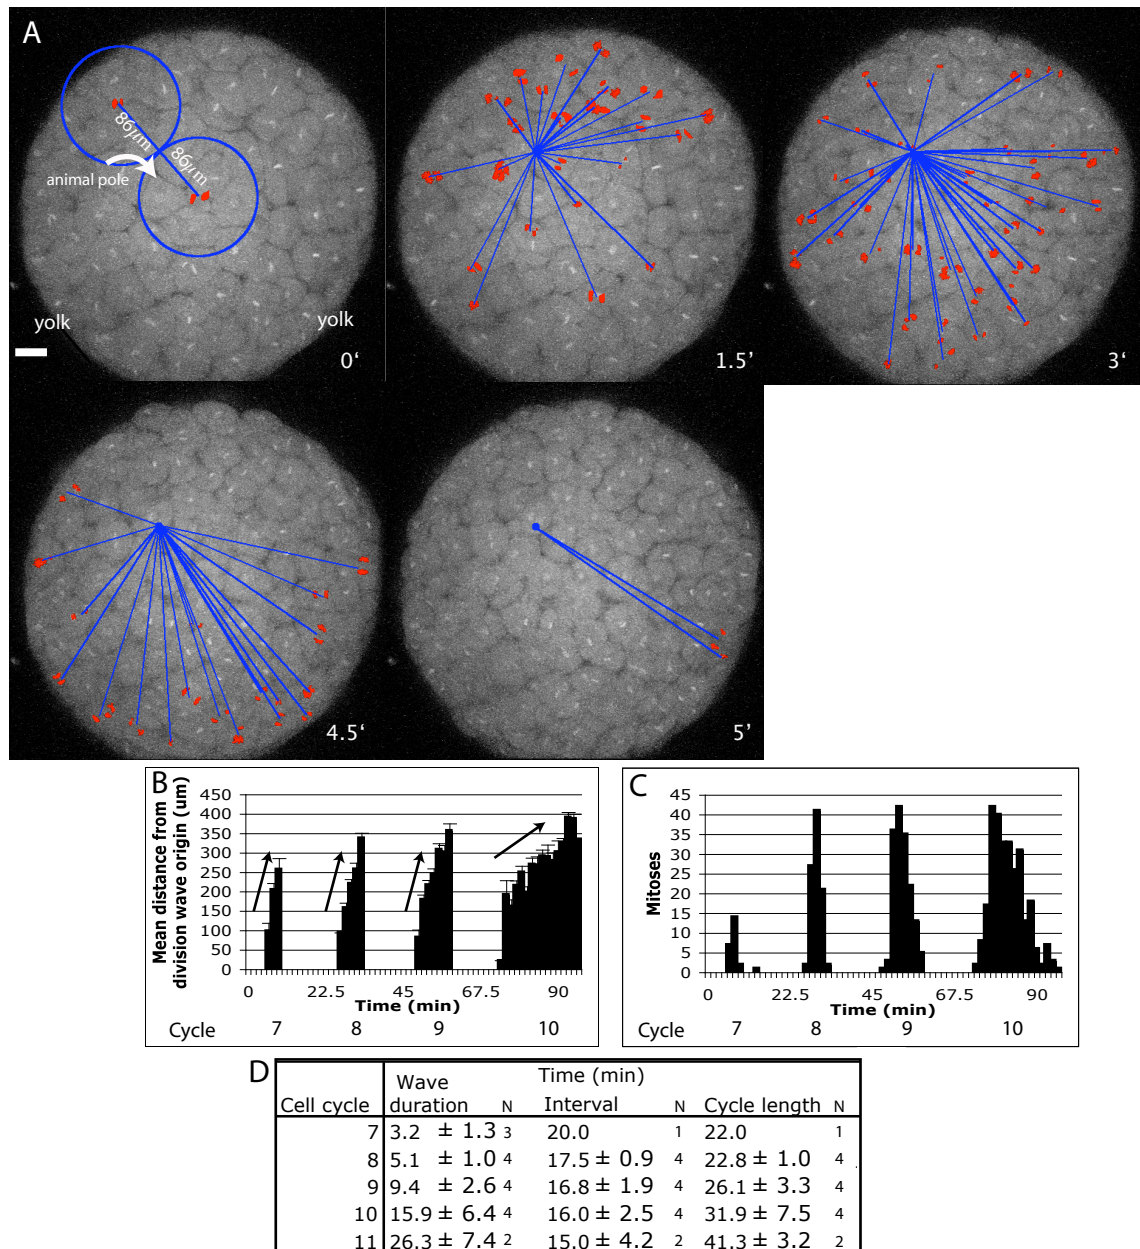 A
86µm
86µm
animal pole
yolk
yolk
0‘
1.5’
3‘
4.5‘
5’
B
Mean distance from
division wave origin (um)
450
400
350
300
250
200
150
100
50
0
0 22.5 45 67.5 90
Time (min)
Cycle 7 8 9 10
C
Mitoses
45
40
35
30
25
20
15
10
5
0
0 22.5 45 67.5 90
Time (min)
Cycle 7 8 9 10
D
Time (min)
Cell cycle Wave duration N Interval N Cycle length N
7 3.2 ± 1.3 3 20.0 1 22.0 1
8 5.1 ± 1.0 4 17.5 ± 0.9 4 22.8 ± 1.0 4
9 9.4 ± 2.6 4 16.8 ± 1.9 4 26.1 ± 3.3 4
10 15.9 ± 6.4 4 16.0 ± 2.5 4 31.9 ± 7.5 4
11 26.3 ± 7.4 2 15.0 ± 4.2 2 41.3 ± 3.2 2